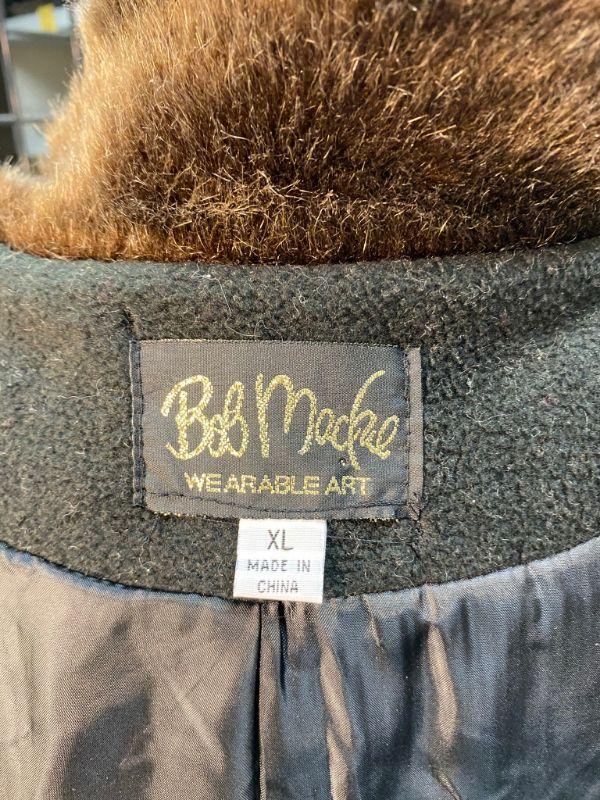 Bob Mackie
WEARABLE ART
XL
MADE IN
CHINA